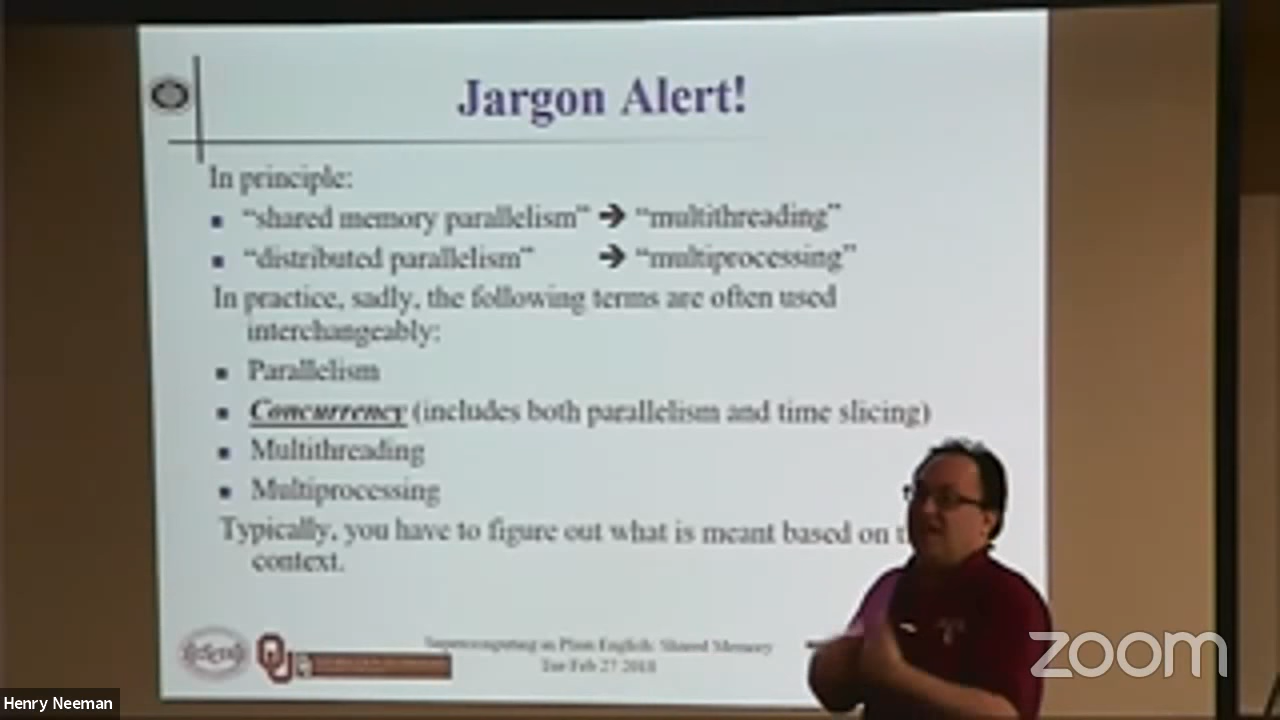 Jargon Alert!
In principle:
"shared memory parallelism" → "multithreading"
"distributed parallelism" → "multiprocessing"
In practice, sadly, the following terms are often used
interchangeably:
Parallelism
Concurrency (includes both parallelism and time slicing)
Multithreading
Multiprocessing
Typically, you have to figure out what is meant based on
context.
Supercomputing in Plain English: Shared Memory
Tue Feb 27 2018
zoom
Henry Neeman